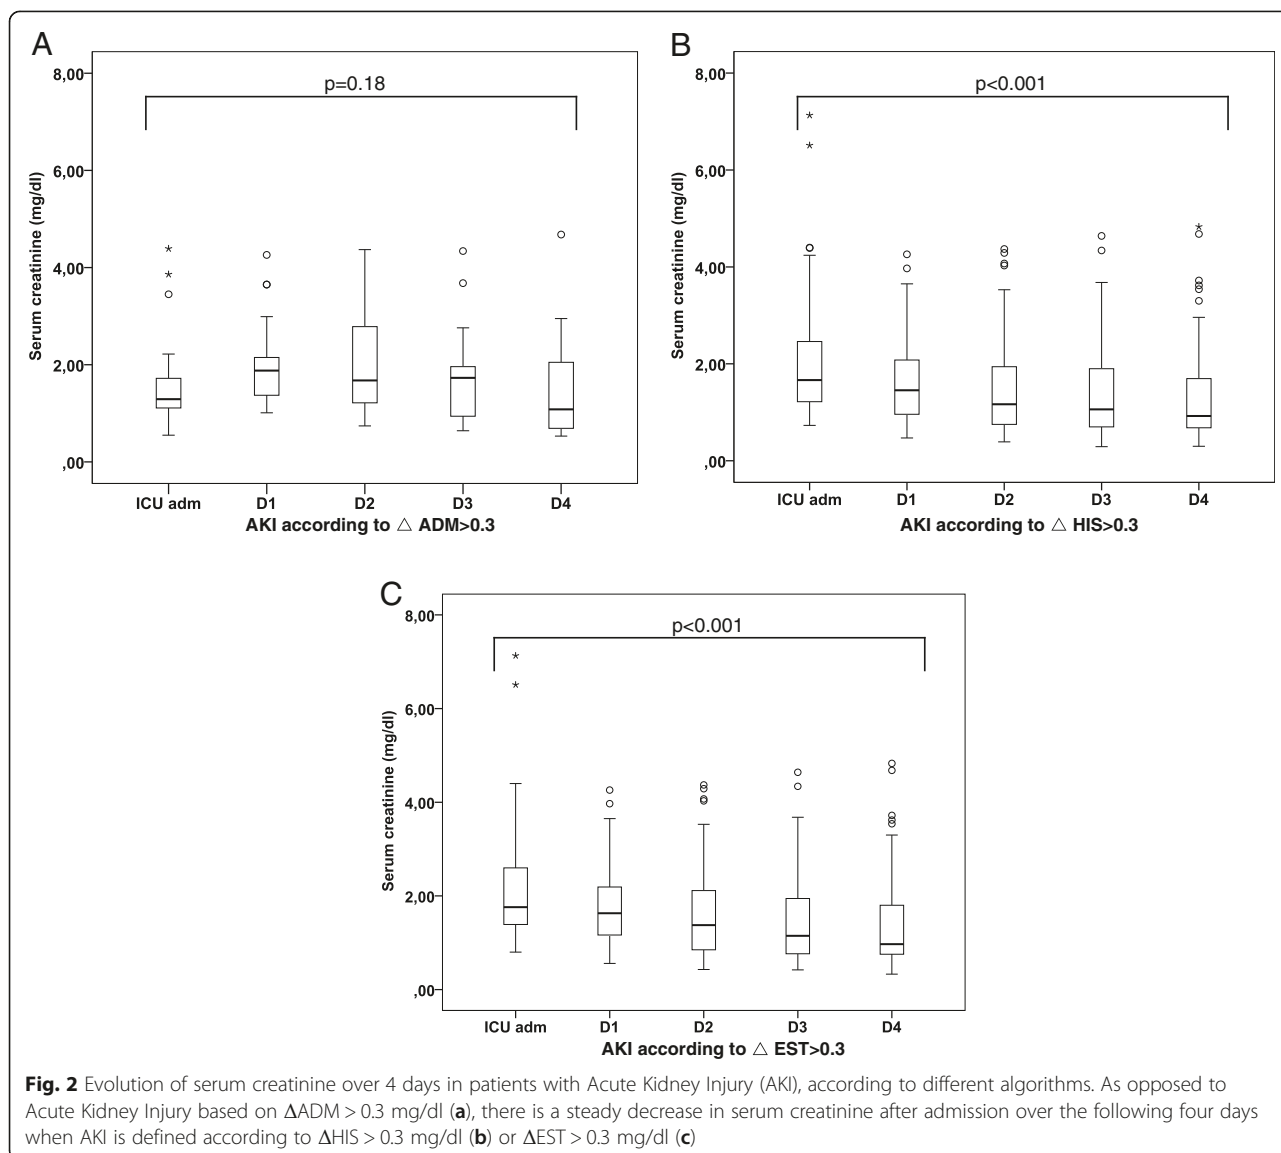 A
8,00
6,00
4,00
2,00
,00
Serum creatinine (mg/dl)
p=0.18
ICU adm D1 D2 D3 D4
AKI according to △ ADM>0.3
B
8,00
6,00
4,00
2,00
,00
Serum creatinine (mg/dl)
p<0.001
ICU adm D1 D2 D3 D4
AKI according to △ HIS>0.3
C
8,00
6,00
4,00
2,00
,00
Serum creatinine (mg/dl)
p<0.001
ICU adm D1 D2 D3 D4
AKI according to △ EST>0.3
Fig. 2 Evolution of serum creatinine over 4 days in patients with Acute Kidney Injury (AKI), according to different algorithms. As opposed to
Acute Kidney Injury based on ΔADM > 0.3 mg/dl (a), there is a steady decrease in serum creatinine after admission over the following four days
when AKI is defined according to ΔHIS > 0.3 mg/dl (b) or ΔEST > 0.3 mg/dl (c)